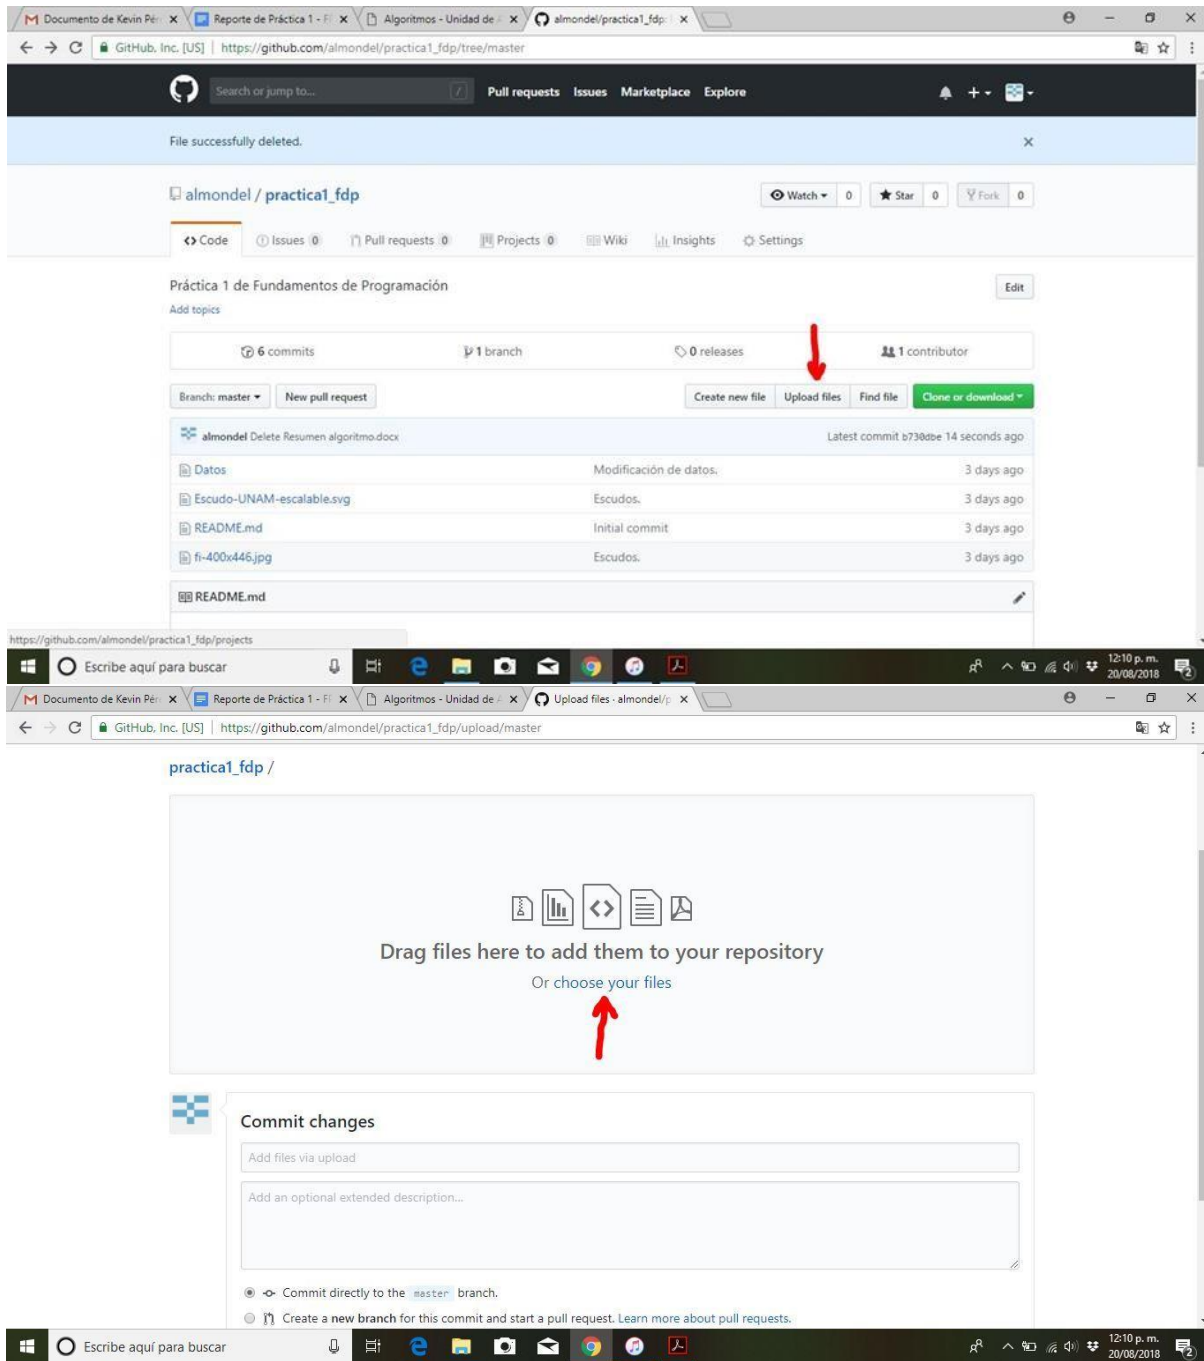 Documento de Kevin Pér
Reporte de Práctica 1 - F
Algoritmos - Unidad de A
almondel/practica1_fdp:
GitHub, Inc. [US] | https://github.com/almondel/practica1_fdp/tree/master
Search or jump to... / Pull requests Issues Marketplace Explore
File successfully deleted.
almondel / practica1_fdp Watch 0 Star 0 Fork 0
Code Issues 0 Pull requests 0 Projects 0 Wiki Insights Settings
Práctica 1 de Fundamentos de Programación Edit
Add topics
6 commits 1 branch 0 releases 1 contributor
Branch: master New pull request Create new file Upload files Find file Clone or download
almondel Delete Resumen algoritmo.docx Latest commit b730dbe 14 seconds ago
Datos Modificación de datos. 3 days ago
Escudo-UNAM-escalable.svg Escudos. 3 days ago
README.md Initial commit 3 days ago
fi-400x446.jpg Escudos. 3 days ago
README.md
https://github.com/almondel/practica1_fdp/projects
Escribe aquí para buscar 12:10 p. m.
20/08/2018 2
Documento de Kevin Pér
Reporte de Práctica 1 - F
Algoritmos - Unidad de A
Upload files · almondel/p
GitHub, Inc. [US] | https://github.com/almondel/practica1_fdp/upload/master
practica1_fdp /
Drag files here to add them to your repository
Or choose your files
Commit changes
Add files via upload
Add an optional extended description...
Commit directly to the master branch.
Create a new branch for this commit and start a pull request. Learn more about pull requests.
Escribe aquí para buscar 12:10 p. m.
20/08/2018 2